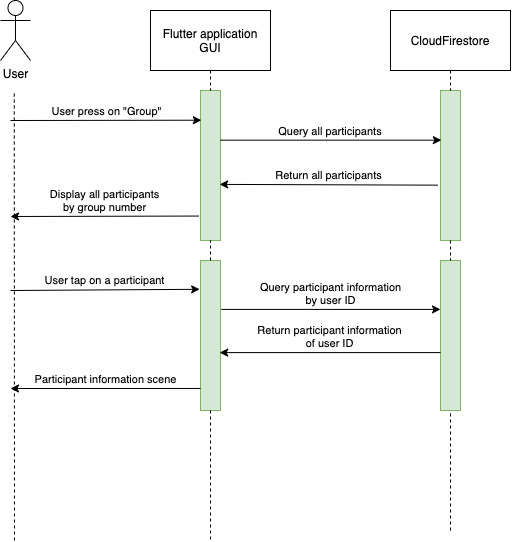 Flutter application
GUI
CloudFirestore
User
User press on "Group"
Query all participants
Return all participants
Display all participants
by group number
User tap on a participant
Query participant information
by user ID
Return participant information
of user ID
Participant information scene